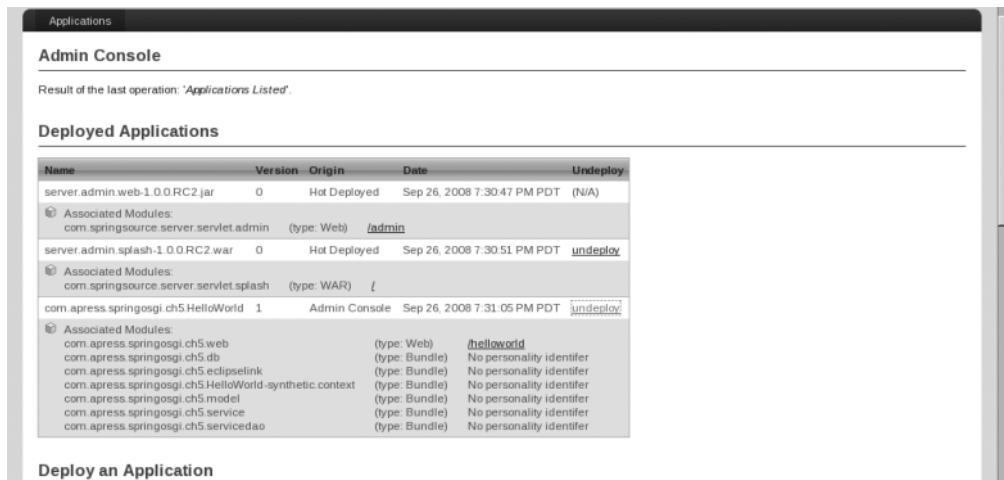 Applications
Admin Console
Result of the last operation: 'Applications Listed'.
Deployed Applications
Name Version Origin Date Undeploy
server.admin.web-1.0.0.RC2.jar 0 Hot Deployed Sep 26, 2008 7:30:47 PM PDT (N/A)
Associated Modules:
com.springsource.server.servlet.admin (type: Web) /admin
server.admin.splash-1.0.0.RC2.war 0 Hot Deployed Sep 26, 2008 7:30:51 PM PDT undeploy
Associated Modules:
com.springsource.server.servlet.splash (type: WAR) /
com.apress.springosgi.ch5.HelloWorld 1 Admin Console Sep 26, 2008 7:31:05 PM PDT undeploy
Associated Modules:
com.apress.springosgi.ch5.web (type: Web) /helloworld
com.apress.springosgi.ch5.db (type: Bundle) No personality identifer
com.apress.springosgi.ch5.eclipselink (type: Bundle) No personality identifer
com.apress.springosgi.ch5.HelloWorld-synthetic.context (type: Bundle) No personality identifer
com.apress.springosgi.ch5.model (type: Bundle) No personality identifer
com.apress.springosgi.ch5.service (type: Bundle) No personality identifer
com.apress.springosgi.ch5.servicedao (type: Bundle) No personality identifer
Deploy an Application